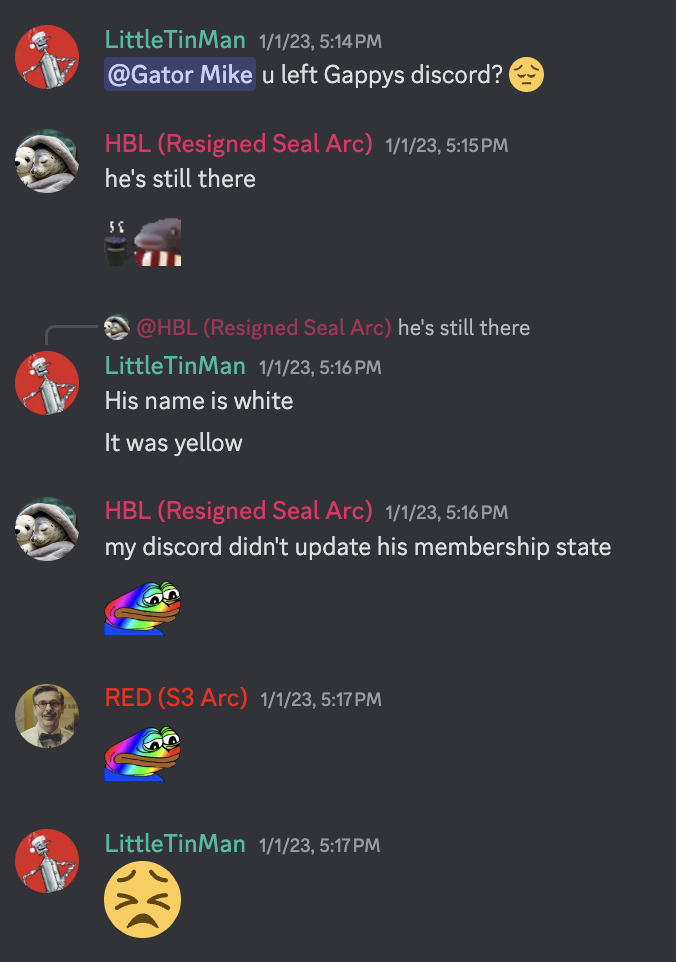 LittleTinMan 1/1/23, 5:14 PM
@Gator Mike u left Gappys discord? 😔
HBL (Resigned Seal Arc) 1/1/23, 5:15 PM
he's still there
@HBL (Resigned Seal Arc) he's still there
LittleTinMan 1/1/23, 5:16 PM
His name is white
It was yellow
HBL (Resigned Seal Arc) 1/1/23, 5:16 PM
my discord didn't update his membership state
RED (S3 Arc) 1/1/23, 5:17 PM
LittleTinMan 1/1/23, 5:17 PM
😣